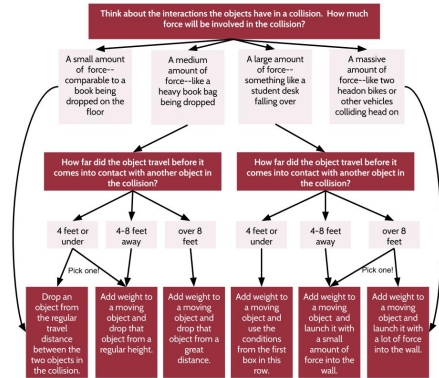 Think about the interactions the objects have in a collision. How much
force will be involved in the collision?
A small amount
of force--
comparable to a
book being
dropped on the
floor
A medium
amount of
force--like a
heavy book bag
being dropped
A large amount
of force--
something like a
student desk
falling over
A massive
amount of
force--like two
headon bikes or
other vehicles
colliding head on
How far did the object travel before it
comes into contact with another object in
the collision?
How far did the object travel before it
comes into contact with another object in
the collision?
4 feet or
under
4-8 feet
away
over 8
feet
4 feet or
under
4-8 feet
away
over 8
feet
Pick one!
Pick one!
Drop an
object from
the regular
travel
distance
between the
two objects in
the collision.
Add weight to
a moving
object and
drop that
object from a
regular height.
Add weight to
a moving
object and
drop that
object from a
great
distance.
Add weight to
a moving
object and
use the
conditions
from the first
box in this
row.
Add weight to
a moving
object and
launch it with
a small
amount of
force into the
wall.
Add weight to
a moving
object and
launch it with
a lot of force
into the wall.